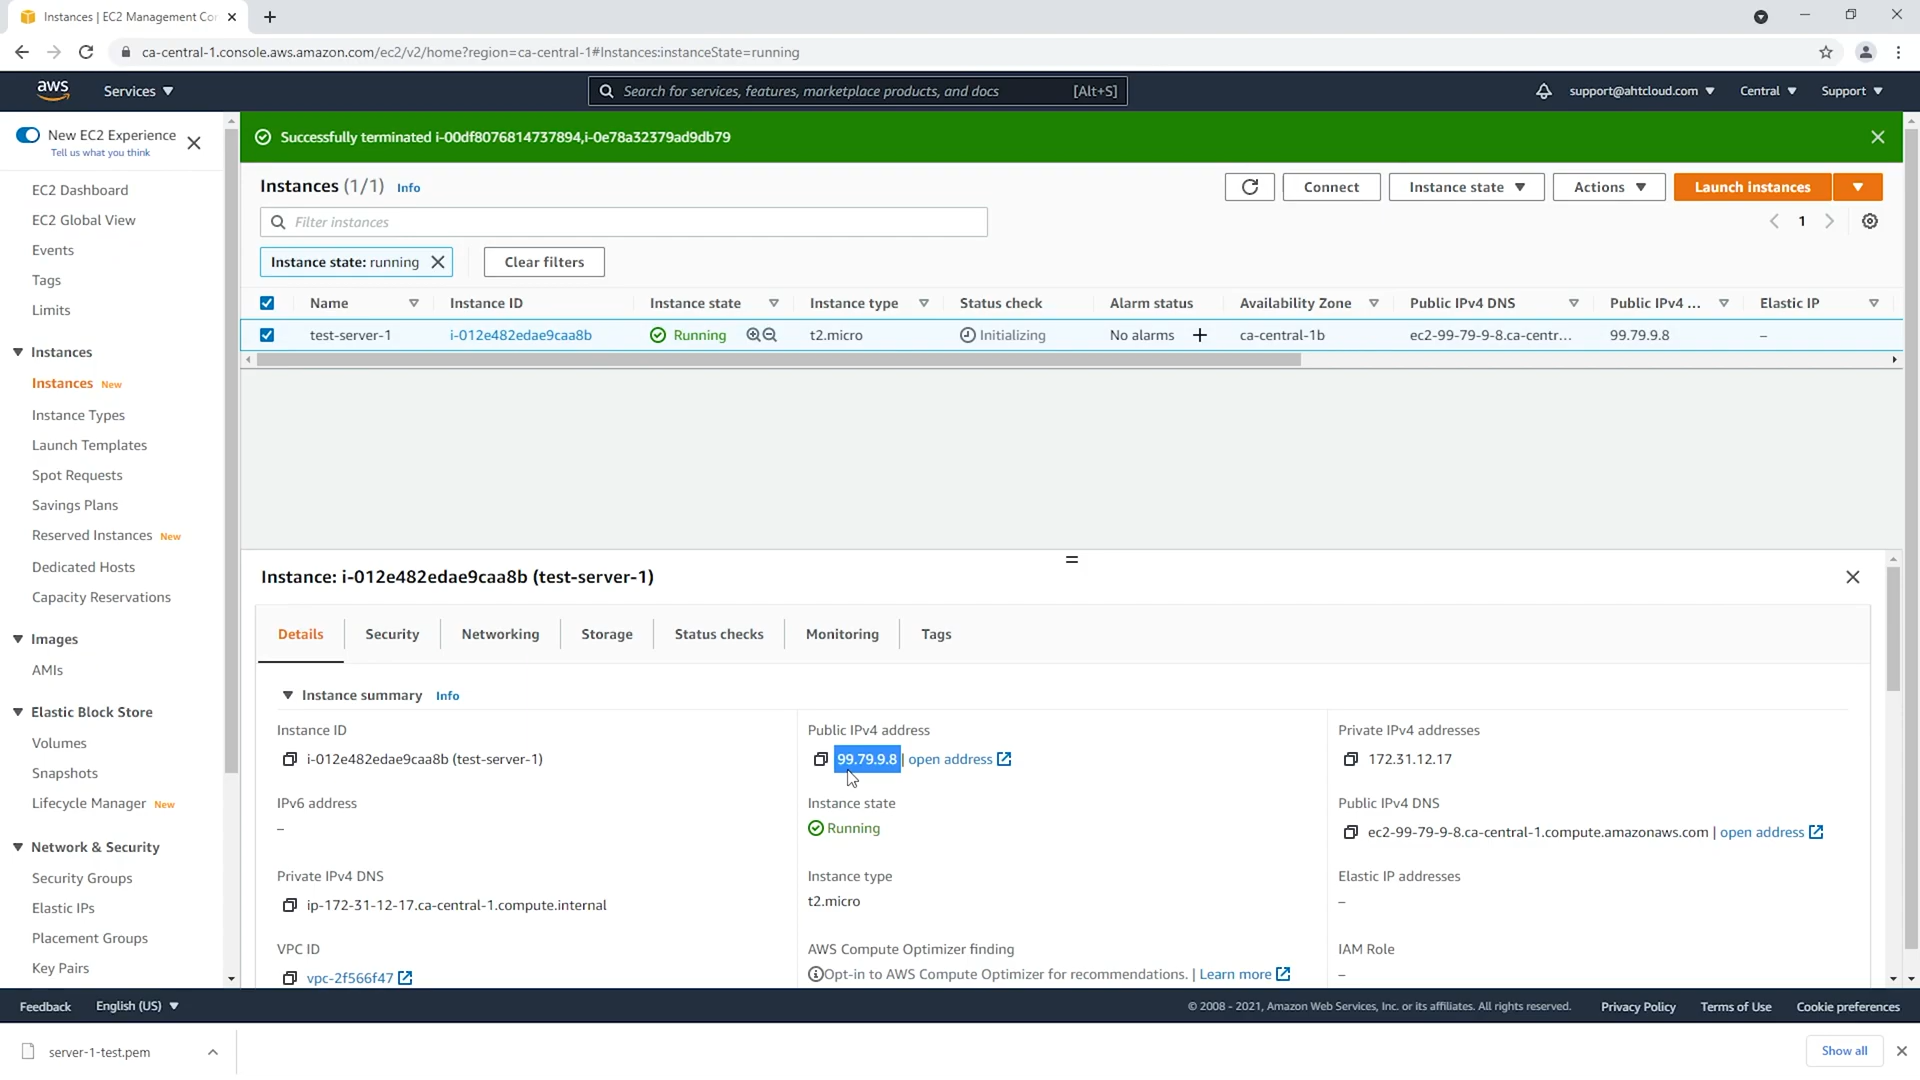 Instances | EC2 Management Cor
ca-central-1.console.aws.amazon.com/ec2/v2/home?region=ca-central-1#Instances:instanceState=running
aws
Services
Search for services, features, marketplace products, and docs
[Alt+S]
support@ahtcloud.com
Central
Support
New EC2 Experience
Tell us what you think
EC2 Dashboard
EC2 Global View
Events
Tags
Limits
Instances
Instances New
Instance Types
Launch Templates
Spot Requests
Savings Plans
Reserved Instances New
Dedicated Hosts
Capacity Reservations
Images
AMIs
Elastic Block Store
Volumes
Snapshots
Lifecycle Manager New
Network & Security
Security Groups
Elastic IPs
Placement Groups
Key Pairs
Successfully terminated i-00df8076814737894,i-0e78a32379ad9db79
Instances (1/1) Info
Connect
Instance state
Actions
Launch instances
Filter instances
1
Instance state: running
Clear filters
Name Instance ID Instance state Instance type Status check Alarm status Availability Zone Public IPv4 DNS Public IPv4 ... Elastic IP
test-server-1 i-012e482edae9caa8b Running t2.micro Initializing No alarms + ca-central-1b ec2-99-79-9-8.ca-centr... 99.79.9.8 –
Instance: i-012e482edae9caa8b (test-server-1)
Details Security Networking Storage Status checks Monitoring Tags
Instance summary Info
Instance ID
i-012e482edae9caa8b (test-server-1)
Public IPv4 address
99.79.9.8 | open address
Private IPv4 addresses
172.31.12.17
IPv6 address
–
Instance state
Running
Public IPv4 DNS
ec2-99-79-9-8.ca-central-1.compute.amazonaws.com | open address
Private IPv4 DNS
ip-172-31-12-17.ca-central-1.compute.internal
Instance type
t2.micro
Elastic IP addresses
–
VPC ID
vpc-2f566f47
AWS Compute Optimizer finding
Opt-in to AWS Compute Optimizer for recommendations. | Learn more
IAM Role
–
Feedback
English (US)
© 2008 - 2021, Amazon Web Services, Inc. or its affiliates. All rights reserved.
Privacy Policy
Terms of Use
Cookie preferences
server-1-test.pem
Show all